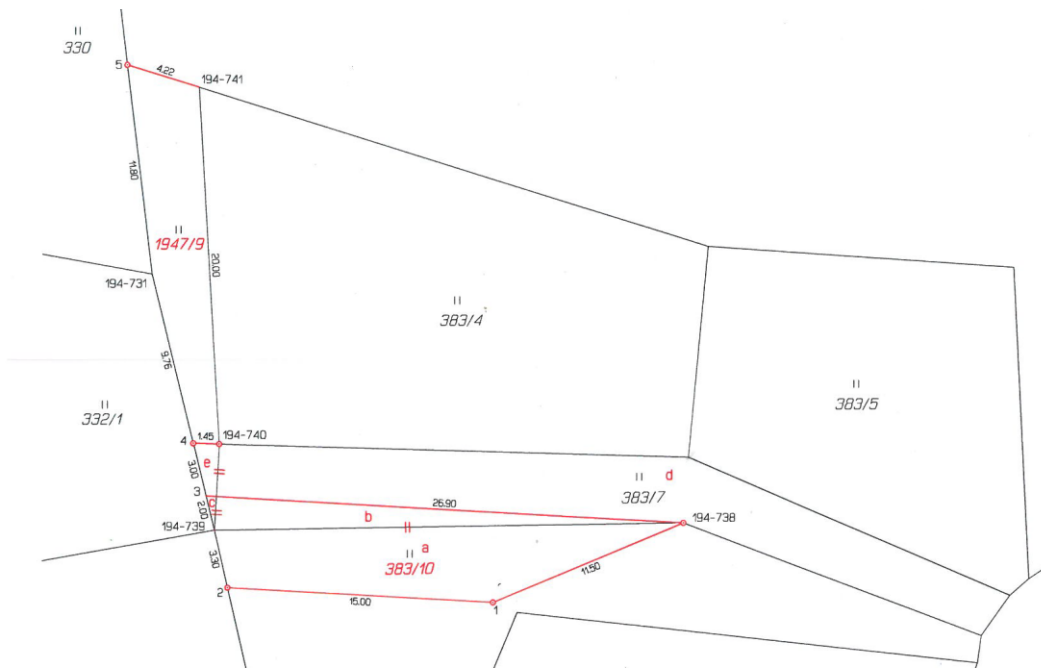 II
330
5
4.22
194-741
11.80
II
1947/9
20.00
194-731
II
383/4
9.76
II
332/1
II
383/5
4
1.45
194-740
e
3.00
3
c
2.00
26.90
II
383/7
d
b
194-739
194-738
II
a
383/10
3.30
11.50
2
15.00
1